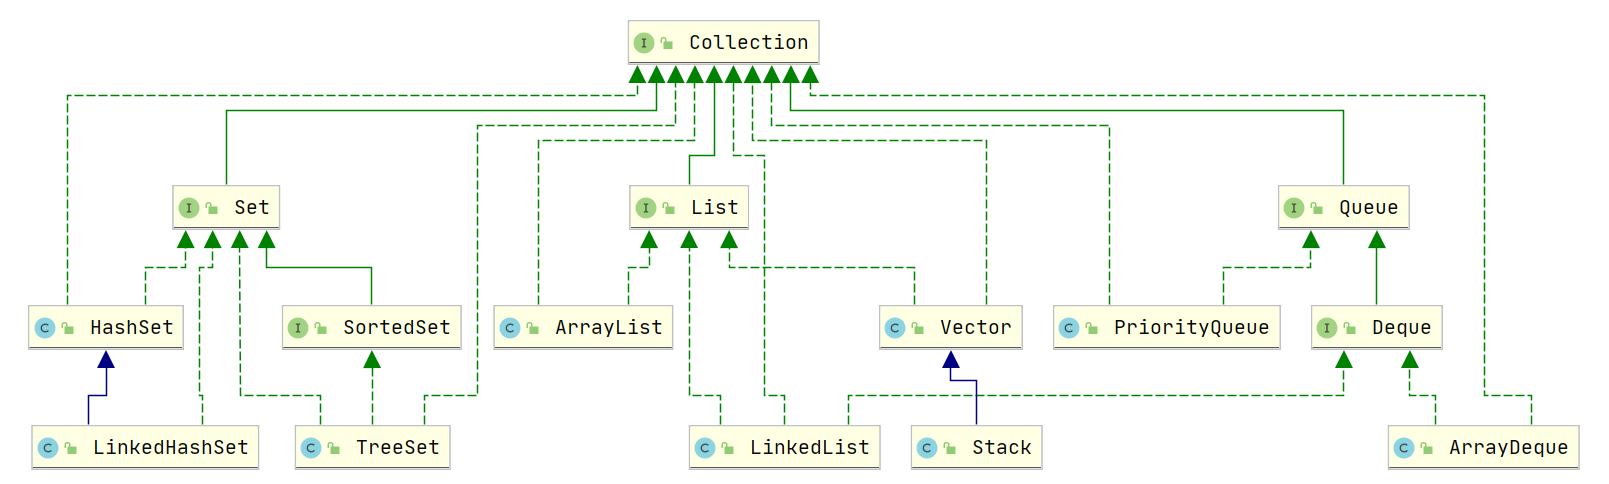 I Collection
I Set
I List
I Queue
C HashSet
I SortedSet
C ArrayList
C Vector
C PriorityQueue
I Deque
C LinkedHashSet
C TreeSet
C LinkedList
C Stack
C ArrayDeque